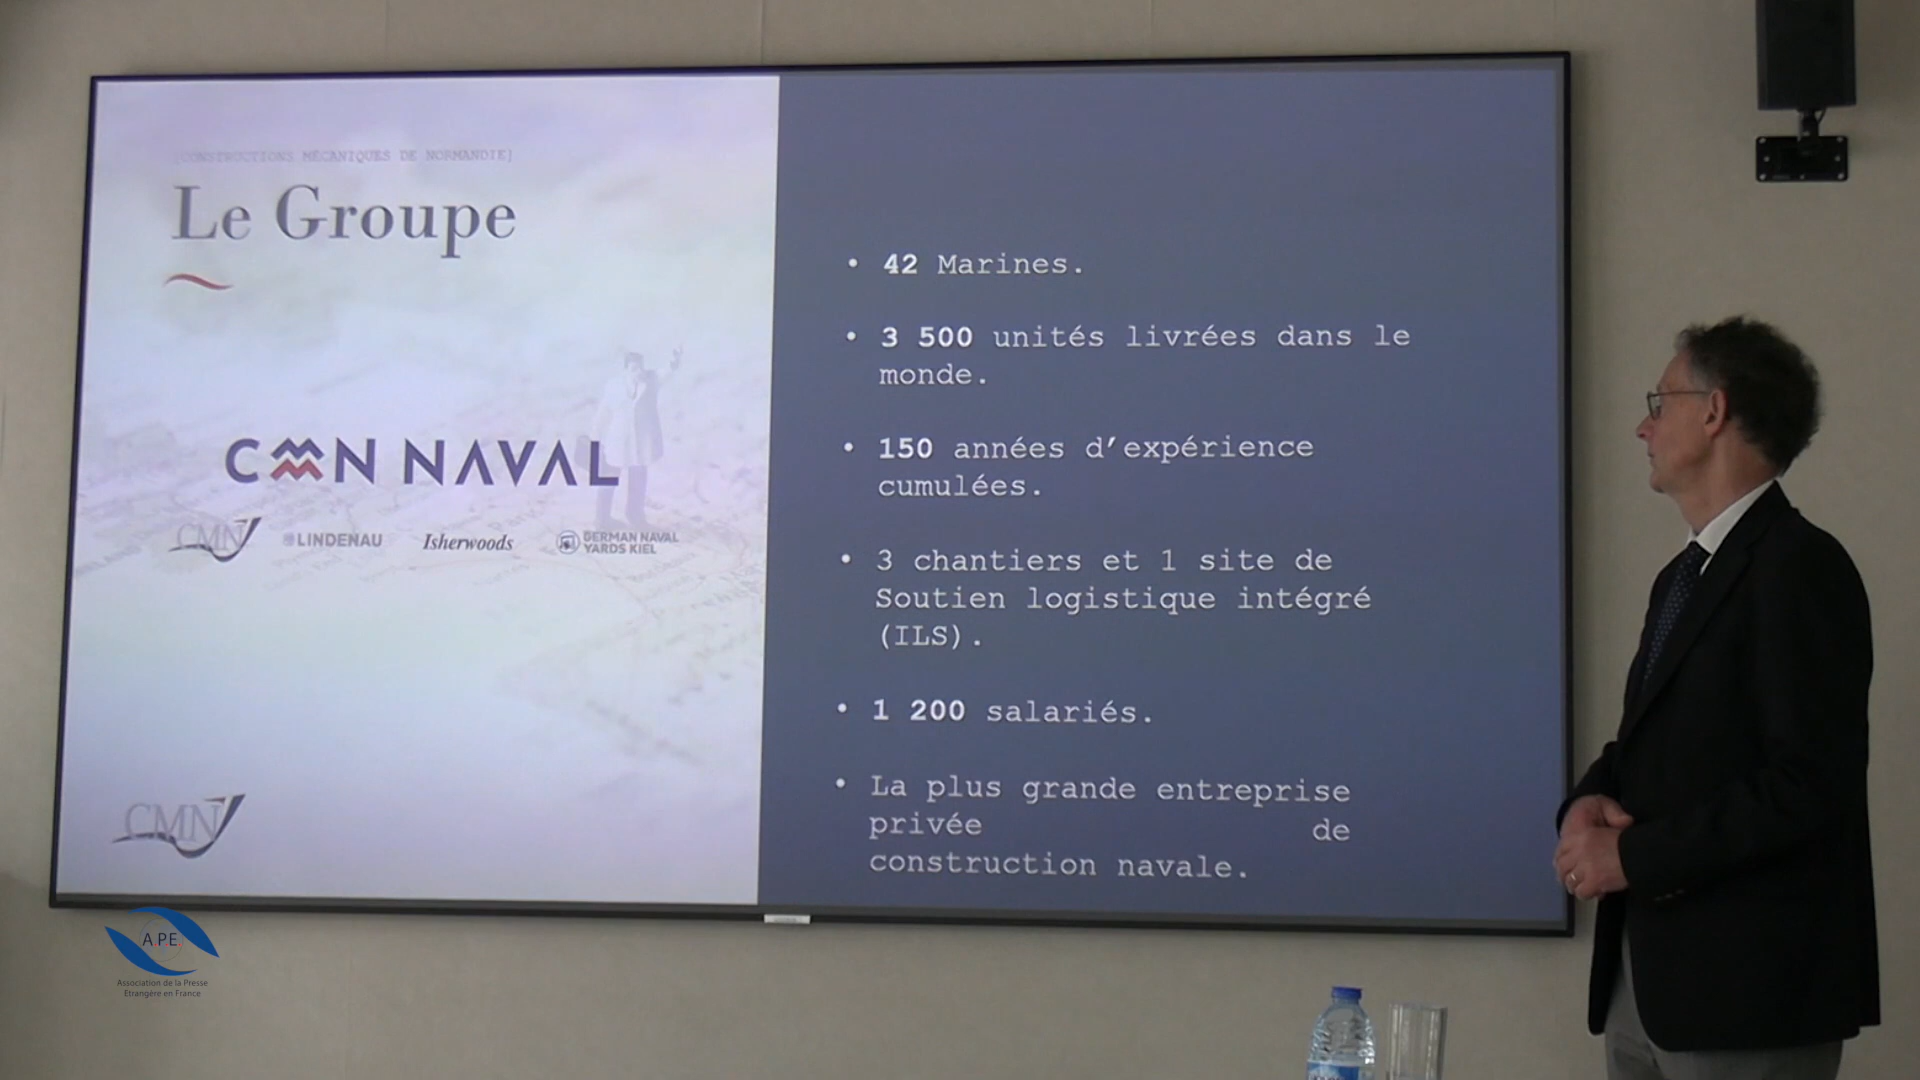 [CONSTRUCTIONS MÉCANIQUES DE NORMANDIE]
Le Groupe
CMN NAVAL
CMN
LINDENAU
Isherwoods
GERMAN NAVAL
YARDS KIEL
CMN
• 42 Marines.
• 3 500 unités livrées dans le
monde.
• 150 années d’expérience
cumulées.
• 3 chantiers et 1 site de
Soutien logistique intégré
(ILS).
• 1 200 salariés.
• La plus grande entreprise
privée de
construction navale.
A.P.E.
Association de la Presse
Etrangère en France